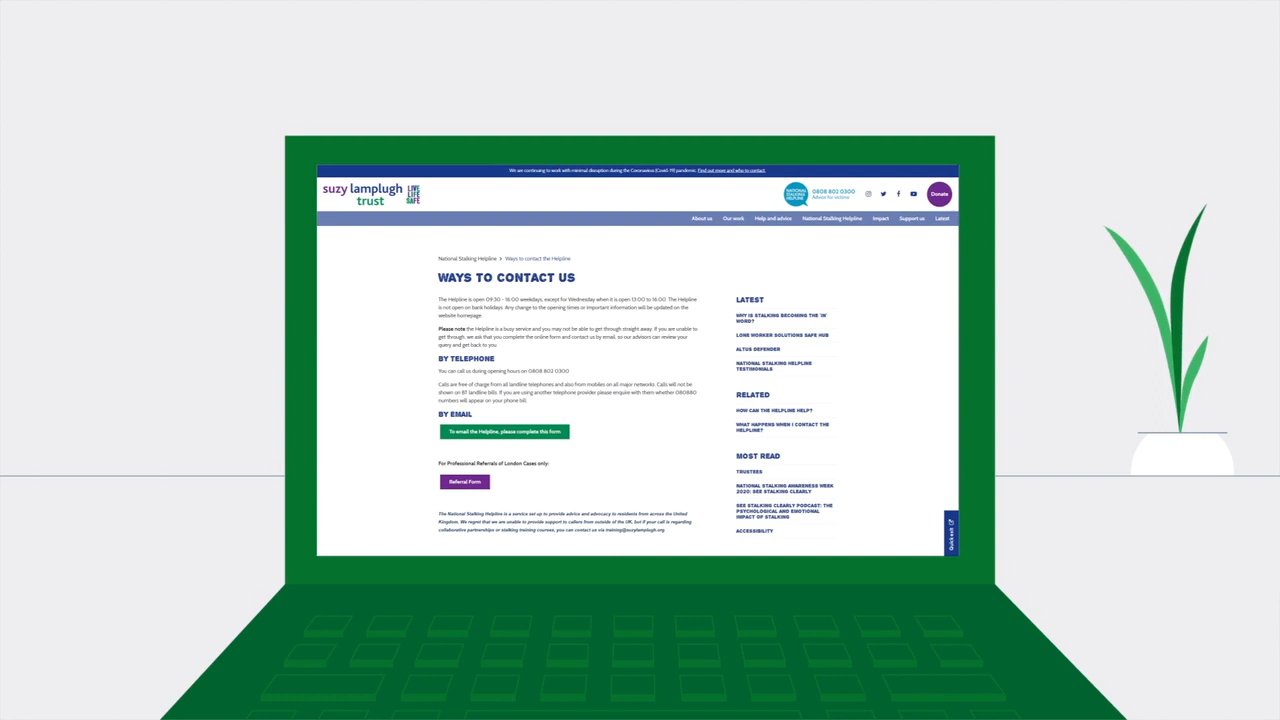 We are continuing to work with minimal disruption during the Coronavirus (Covid-19) pandemic. Find out more and who to contact.
suzy lamplugh
trust
LIVE
LIFE
SAFE
NATIONAL
STALKING
HELPLINE
0808 802 0300
Advice for victims
Donate
About us
Our work
Help and advice
National Stalking Helpline
Impact
Support us
Latest
National Stalking Helpline > Ways to contact the Helpline
WAYS TO CONTACT US
The Helpline is open 09:30 - 16:00 weekdays, except for Wednesday when it is open 13:00 to 16:00. The Helpline
is not open on bank holidays. Any change to the opening times or important information will be updated on the
website homepage.
Please note the Helpline is a busy service and you may not be able to get through straight away. If you are unable to
get through, we ask that you complete the online form and contact us by email, so our advisors can review your
query and get back to you.
BY TELEPHONE
You can call us during opening hours on 0808 802 0300
Calls are free of charge from all landline telephones and also from mobiles on all major networks. Calls will not be
shown on BT landline bills. If you are using another telephone provider please enquire with them whether 080880
numbers will appear on your phone bill.
BY EMAIL
To email the Helpline, please complete this form
For Professional Referrals of London Cases only:
Referral Form
The National Stalking Helpline is a service set up to provide advice and advocacy to residents from across the United
Kingdom. We regret that we are unable to provide support to callers from outside of the UK, but if your call is regarding
collaborative partnerships or stalking training courses, you can contact us via training@suzylamplugh.org
LATEST
WHY IS STALKING BECOMING THE 'IN'
WORD?
LONE WORKER SOLUTIONS SAFE HUB
ALTUS DEFENDER
NATIONAL STALKING HELPLINE
TESTIMONIALS
RELATED
HOW CAN THE HELPLINE HELP?
WHAT HAPPENS WHEN I CONTACT THE
HELPLINE?
MOST READ
TRUSTEES
NATIONAL STALKING AWARENESS WEEK
2020: SEE STALKING CLEARLY
SEE STALKING CLEARLY PODCAST: THE
PSYCHOLOGICAL AND EMOTIONAL
IMPACT OF STALKING
ACCESSIBILITY
Quick exit